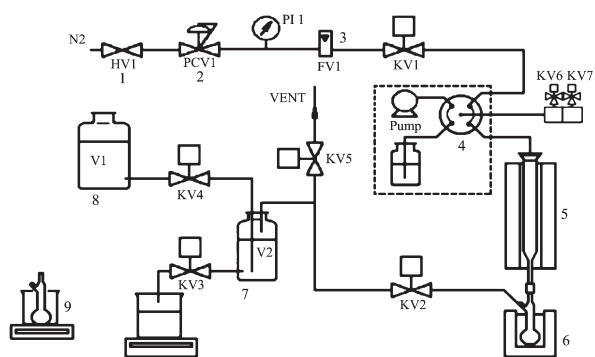 PI 1
N2
HV1
1
PCV1
2
3
FV1
KV1
KV6 KV7
VENT
Pump
4
V1
8
KV4
KV5
5
V2
7
KV3
KV2
9
6